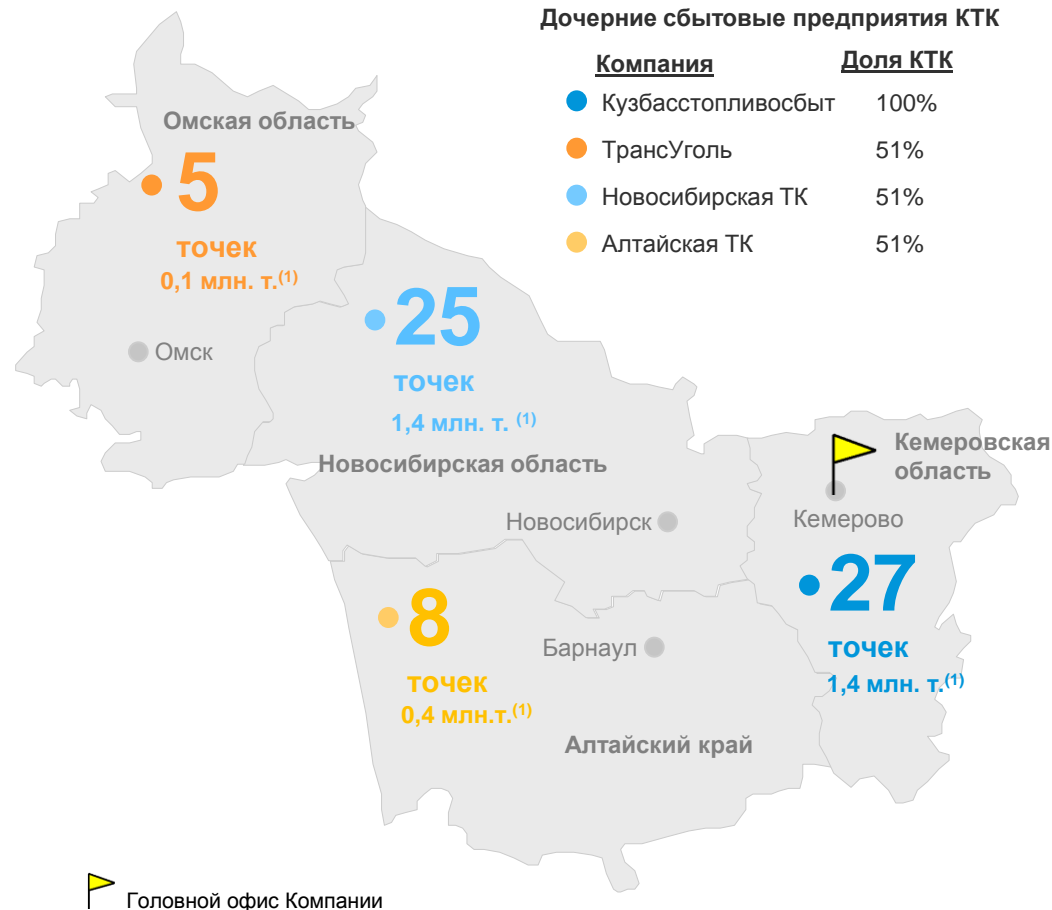 Дочерние сбытовые предприятия КТК
Компания Доля КТК
Кузбасстопливосбыт 100%
ТрансУголь 51%
Новосибирская ТК 51%
Алтайская ТК 51%
Омская область
5
точек
0,1 млн. т.(1)
Омск
25
точек
1,4 млн. т. (1)
Новосибирская область
Новосибирск
Кемеровская
область
Кемерово
27
точек
1,4 млн. т.(1)
8
точек
0,4 млн.т.(1)
Барнаул
Алтайский край
Головной офис Компании